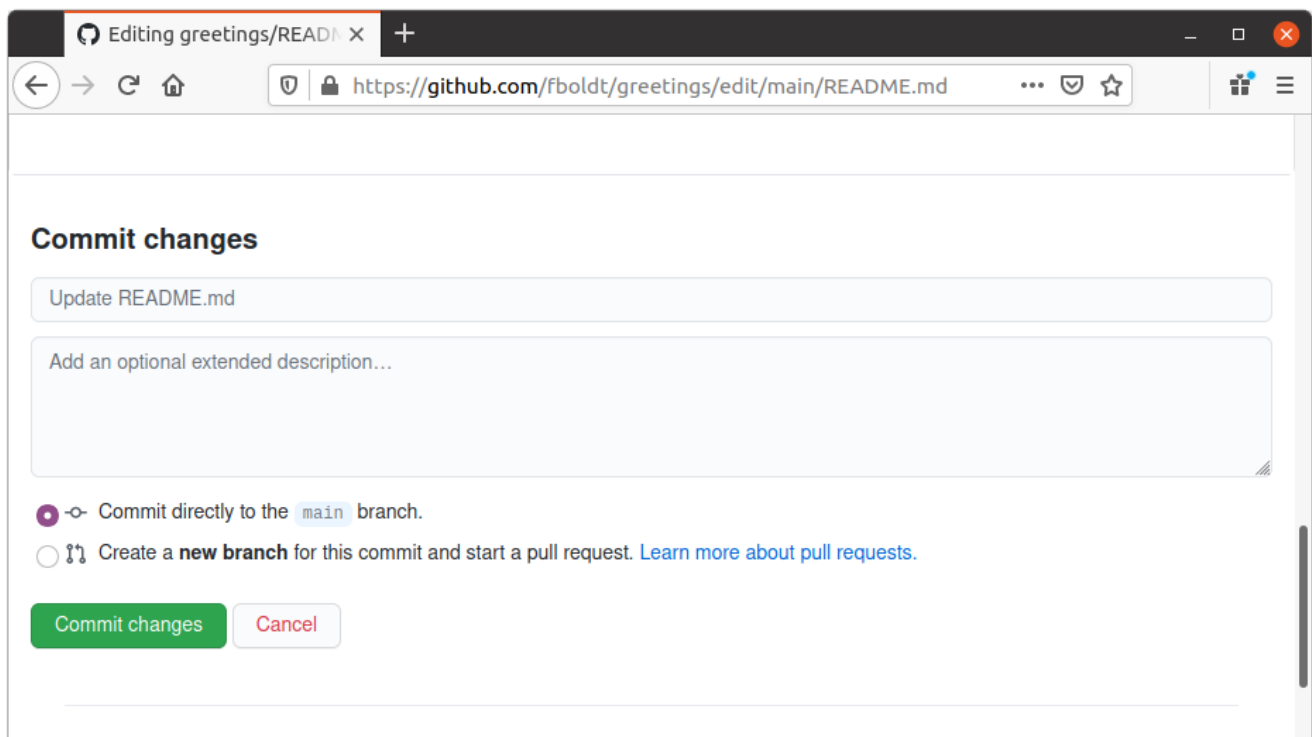 Editing greetings/READ
https://github.com/fboldt/greetings/edit/main/README.md
Commit changes
Update README.md
Add an optional extended description…
Commit directly to the main branch.
Create a new branch for this commit and start a pull request. Learn more about pull requests.
Commit changes Cancel